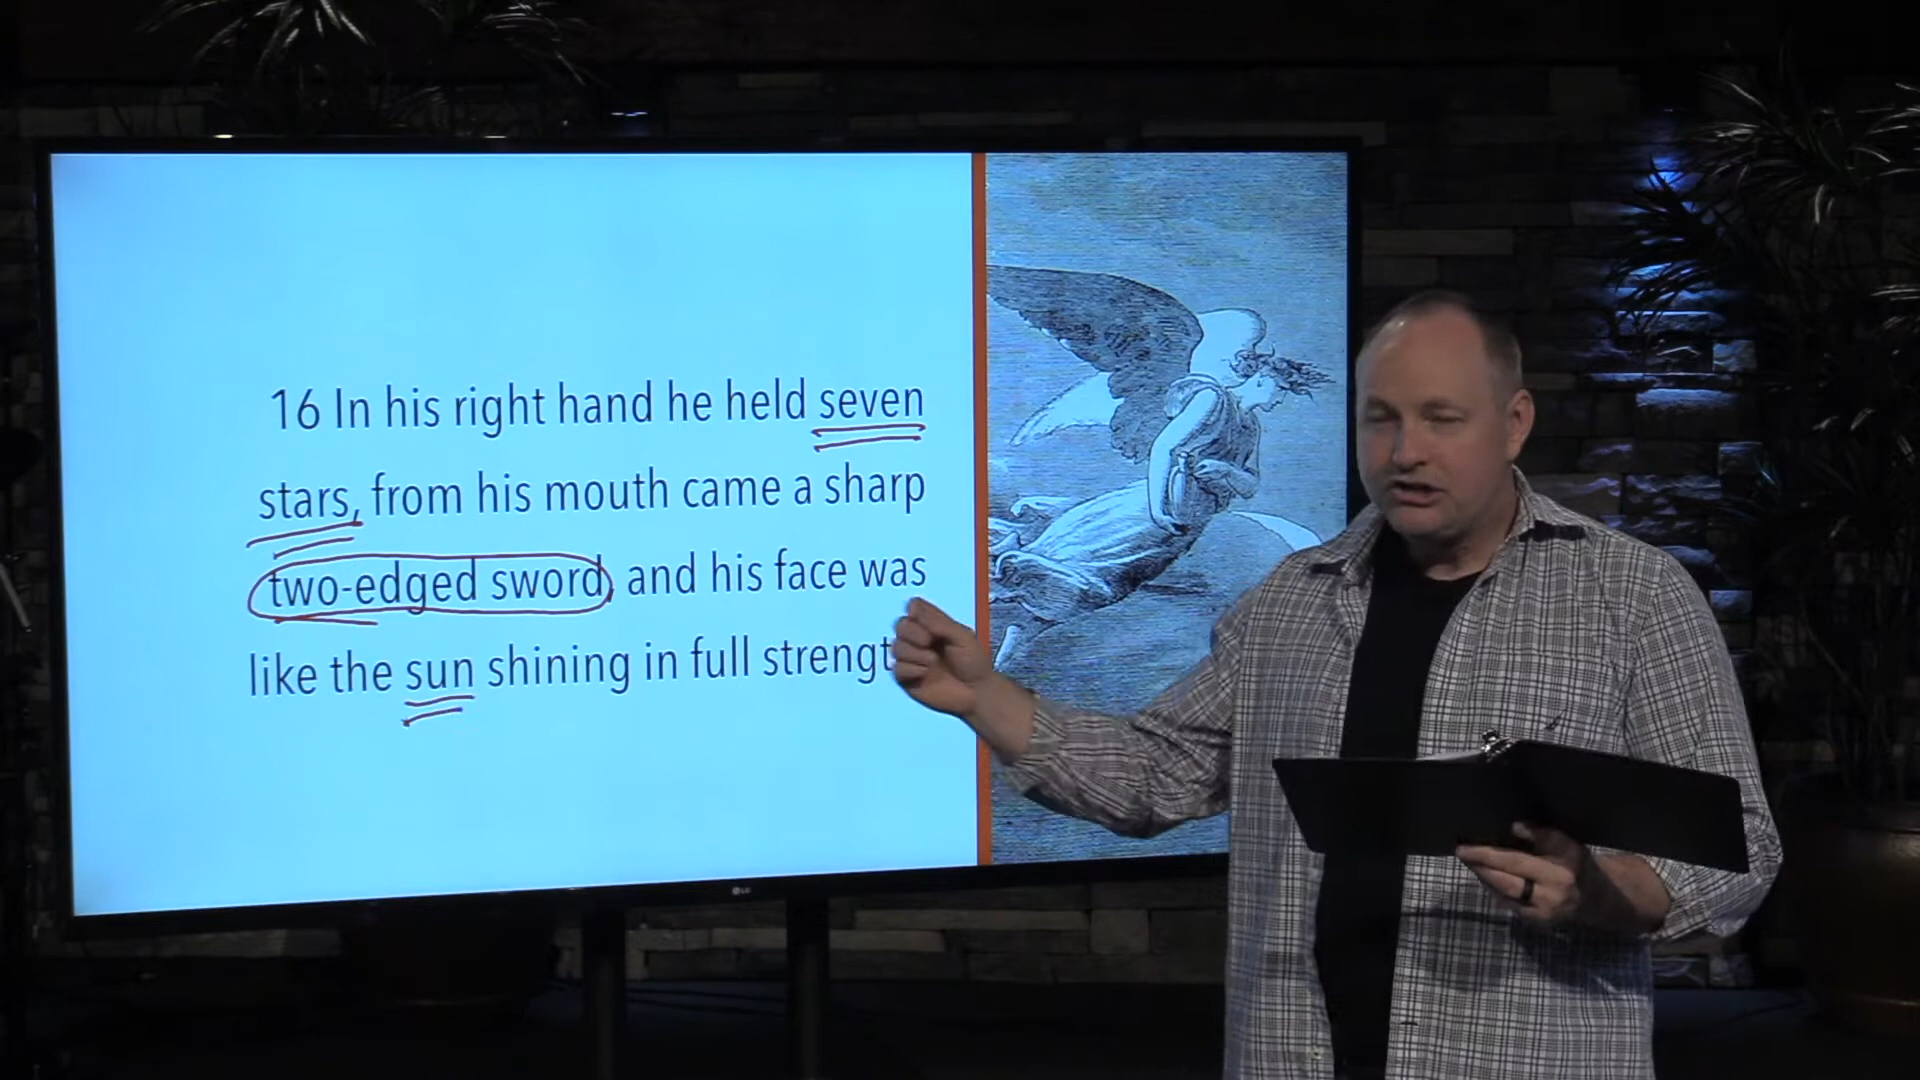 16 In his right hand he held seven
stars, from his mouth came a sharp
two-edged sword, and his face was
like the sun shining in full strengt
LG